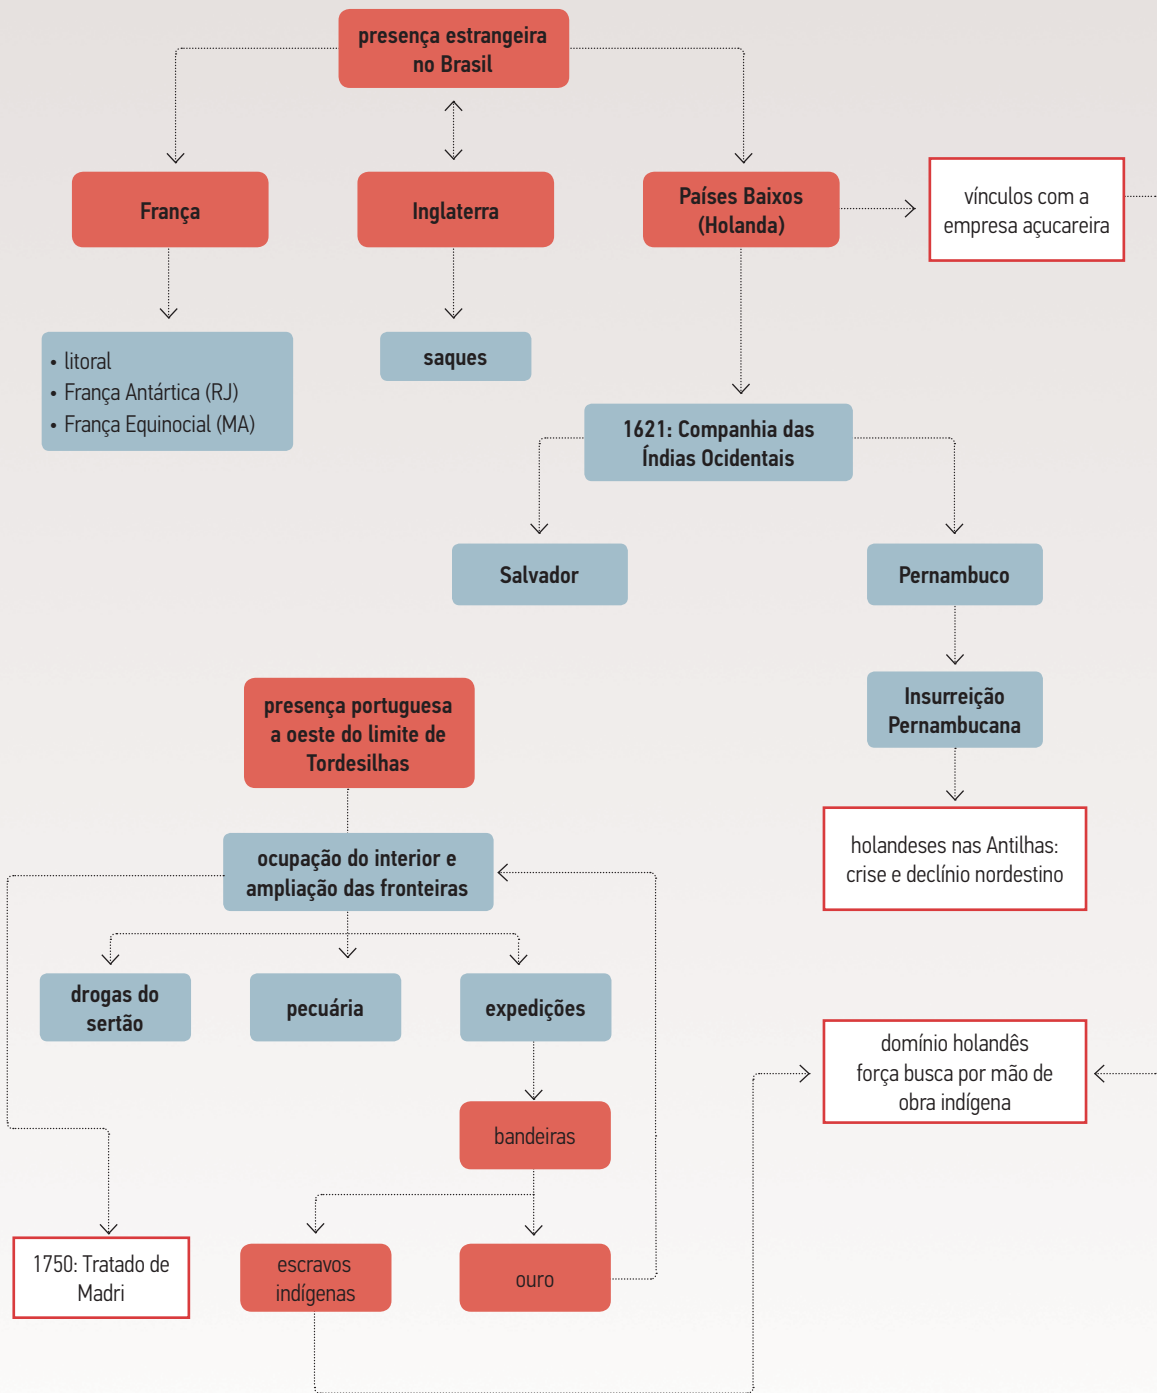 presença estrangeira
no Brasil
França
Inglaterra
Países Baixos
(Holanda)
vínculos com a
empresa açucareira
• litoral
• França Antártica (RJ)
• França Equinocial (MA)
saques
1621: Companhia das
Índias Ocidentais
Salvador
Pernambuco
Insurreição
Pernambucana
presença portuguesa
a oeste do limite de
Tordesilhas
holandeses nas Antilhas:
crise e declínio nordestino
ocupação do interior e
ampliação das fronteiras
drogas do
sertão
pecuária
expedições
domínio holandês
força busca por mão de
obra indígena
bandeiras
1750: Tratado de
Madri
escravos
indígenas
ouro